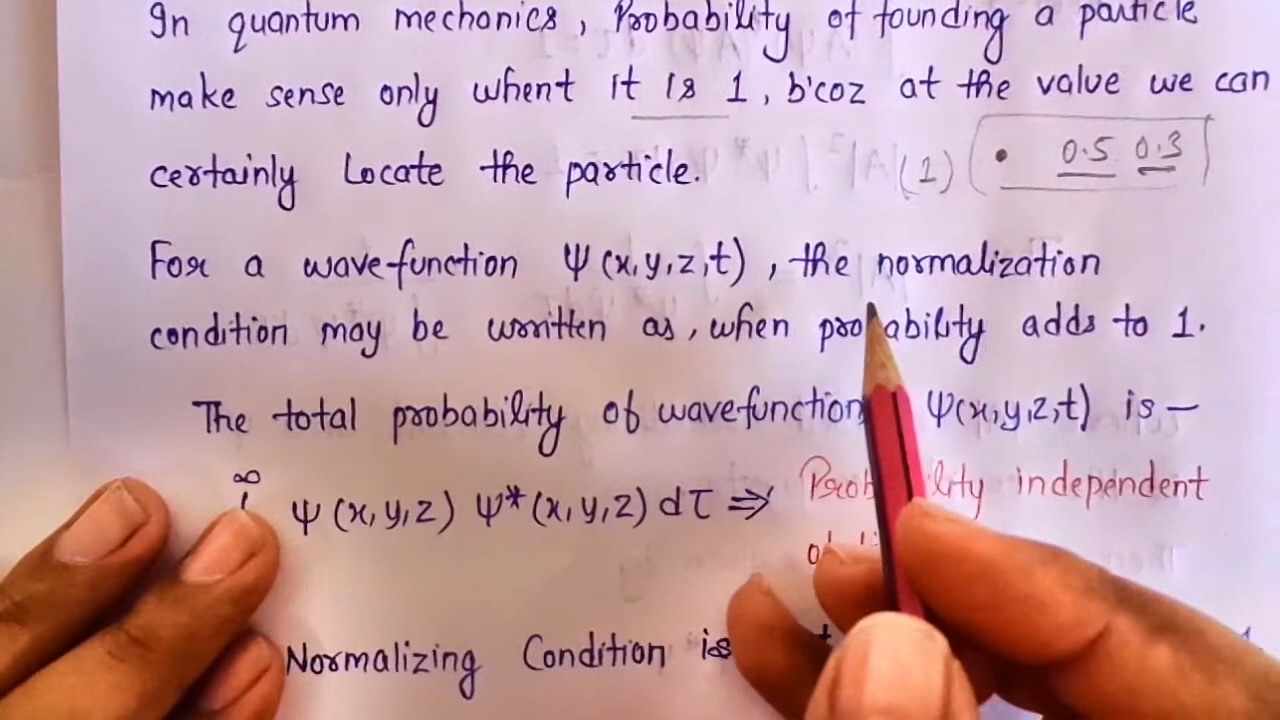 In quantum mechanics, Probability of founding a particle
make sense only whent it is 1, b'coz at the value we can
certainly Locate the particle. (1) • 0.5 0.3
For a wavefunction Ψ(x,y,z,t), the normalization
condition may be written as, when probability adds to 1.
The total probability of wavefunction Ψ(x,y,z,t) is —
∞
Ψ(x,y,z) Ψ*(x,y,z) dτ ⇒ independent
Normalizing Condition is